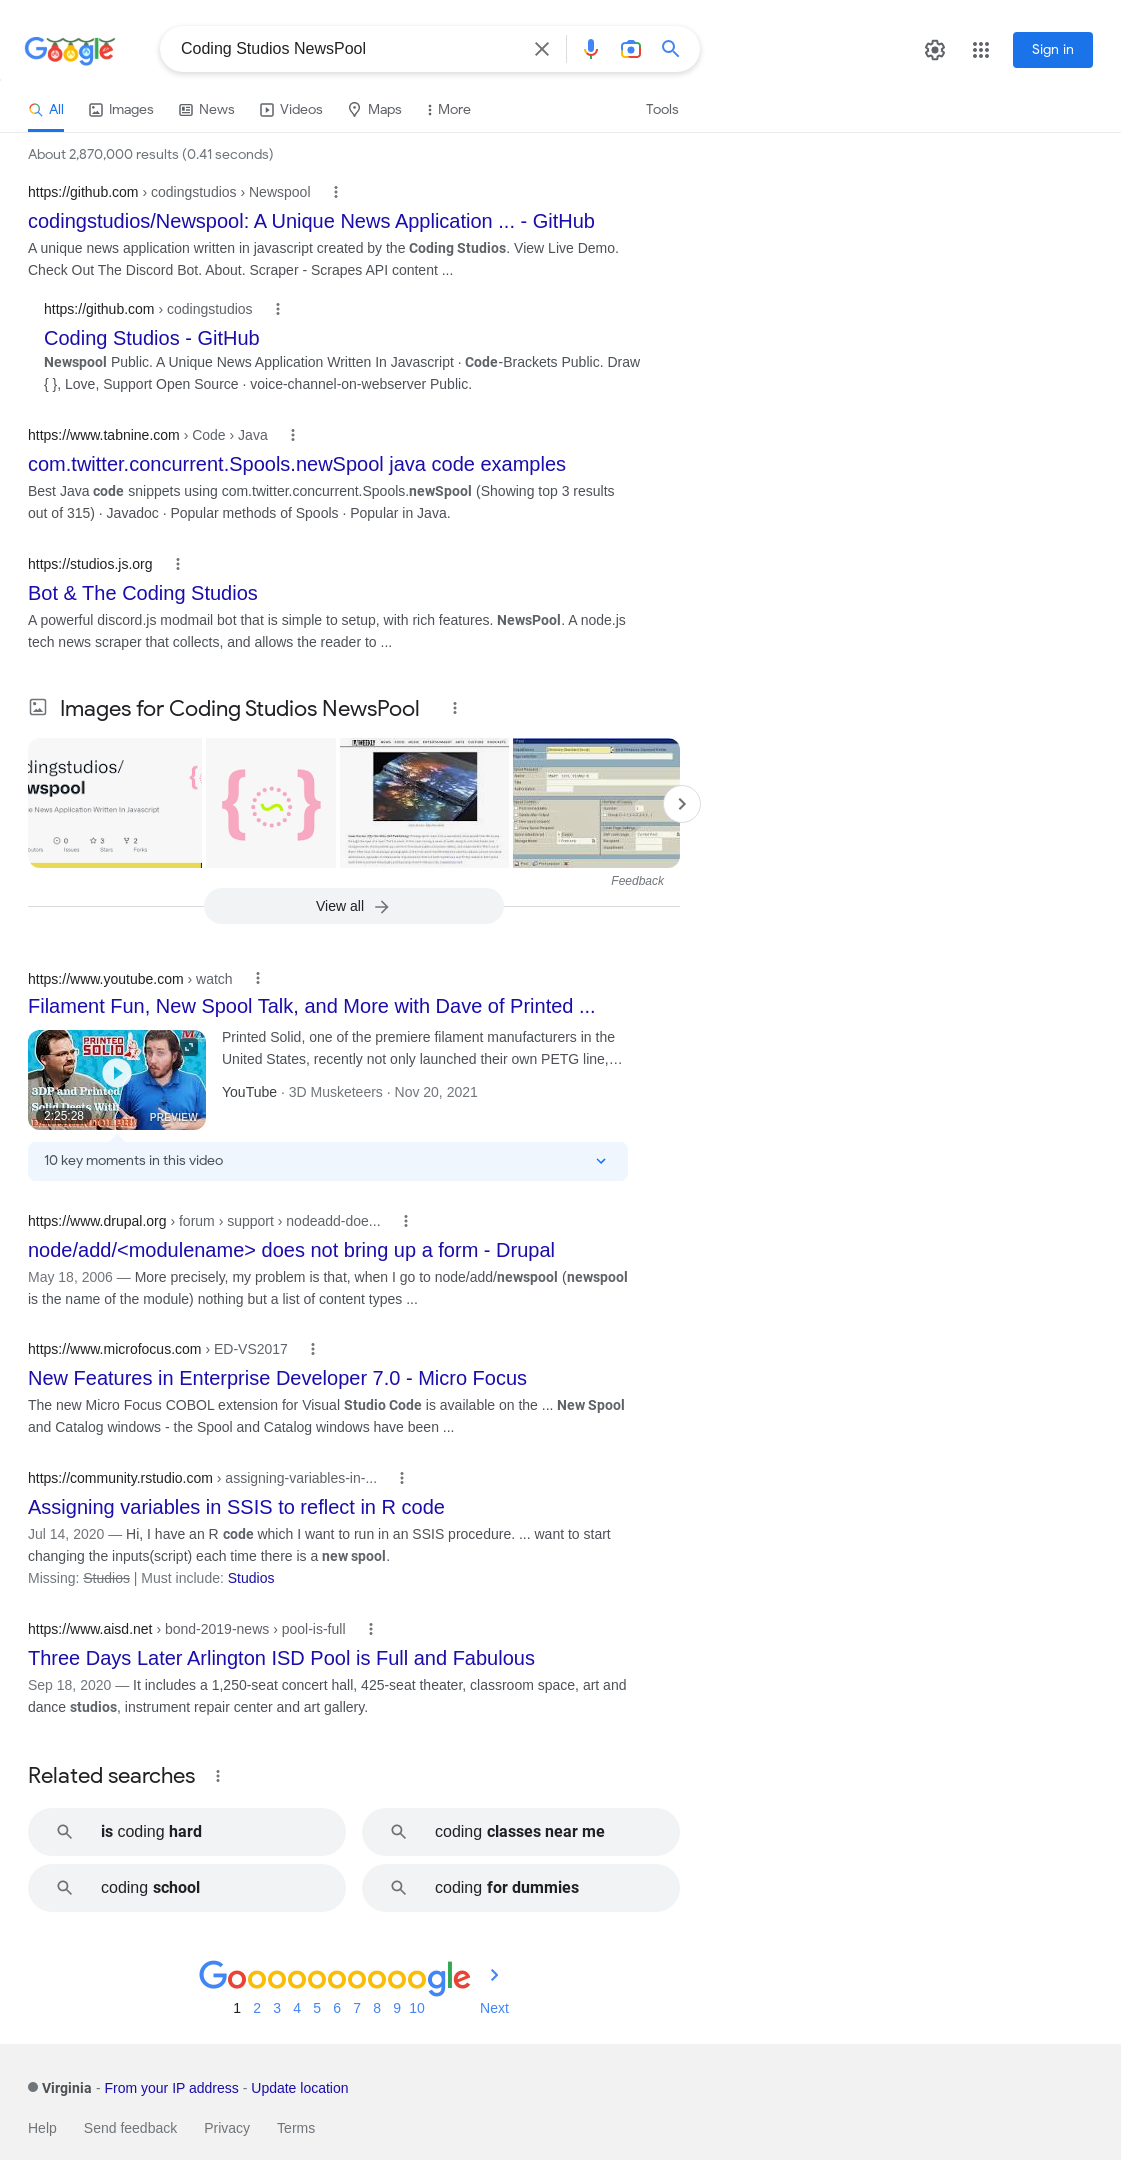 Google
Coding Studios NewsPool
Sign in
All
Images
News
Videos
Maps
More
Tools
About 2,870,000 results (0.41 seconds)
https://github.com › codingstudios › Newspool
codingstudios/Newspool: A Unique News Application ... - GitHub
A unique news application written in javascript created by the Coding Studios. View Live Demo.
Check Out The Discord Bot. About. Scraper - Scrapes API content ...
https://github.com › codingstudios
Coding Studios - GitHub
Newspool Public. A Unique News Application Written In Javascript · Code-Brackets Public. Draw
{ }, Love, Support Open Source · voice-channel-on-webserver Public.
https://www.tabnine.com › Code › Java
com.twitter.concurrent.Spools.newSpool java code examples
Best Java code snippets using com.twitter.concurrent.Spools.newSpool (Showing top 3 results
out of 315) · Javadoc · Popular methods of Spools · Popular in Java.
https://studios.js.org
Bot & The Coding Studios
A powerful discord.js modmail bot that is simple to setup, with rich features. NewsPool. A node.js
tech news scraper that collects, and allows the reader to ...
Images for Coding Studios NewsPool
dingstudios/
wspool
e News Application Written In Javascript
0
3
2
Issues
Stars
Forks
Feedback
View all
https://www.youtube.com › watch
Filament Fun, New Spool Talk, and More with Dave of Printed ...
PRINTED
SOLID
3DP and Printed
Solid Deets With
2:25:28
PREVIEW
Printed Solid, one of the premiere filament manufacturers in the
United States, recently not only launched their own PETG line,...
YouTube · 3D Musketeers · Nov 20, 2021
10 key moments in this video
https://www.drupal.org › forum › support › nodeadd-doe...
node/add/<modulename> does not bring up a form - Drupal
May 18, 2006 — More precisely, my problem is that, when I go to node/add/newspool (newspool
is the name of the module) nothing but a list of content types ...
https://www.microfocus.com › ED-VS2017
New Features in Enterprise Developer 7.0 - Micro Focus
The new Micro Focus COBOL extension for Visual Studio Code is available on the ... New Spool
and Catalog windows - the Spool and Catalog windows have been ...
https://community.rstudio.com › assigning-variables-in-...
Assigning variables in SSIS to reflect in R code
Jul 14, 2020 — Hi, I have an R code which I want to run in an SSIS procedure. ... want to start
changing the inputs(script) each time there is a new spool.
Missing: Studios | Must include: Studios
https://www.aisd.net › bond-2019-news › pool-is-full
Three Days Later Arlington ISD Pool is Full and Fabulous
Sep 18, 2020 — It includes a 1,250-seat concert hall, 425-seat theater, classroom space, art and
dance studios, instrument repair center and art gallery.
Related searches
is coding hard
coding classes near me
coding school
coding for dummies
Goooooooooogle
1 2 3 4 5 6 7 8 9 10 Next
Virginia - From your IP address - Update location
Help Send feedback Privacy Terms